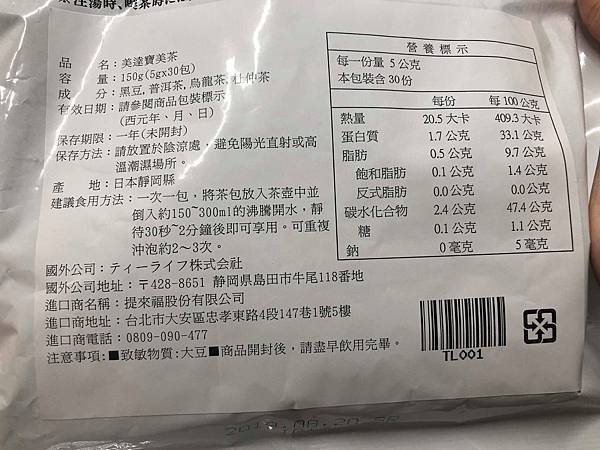 注湯時、
品　　名：美達寶美茶
容　　量：150g(5gx30包)
成　　分：黑豆,普洱茶,烏龍茶,杜仲茶
有效日期：請參閱商品包裝標示
(西元年、月、日)
保存期限：一年(未開封)
保存方法：請放置於陰涼處，避免陽光直射或高
溫潮濕場所。
產　　地：日本靜岡縣
建議食用方法：一次一包，將茶包放入茶壺中並
倒入約150~300ml的沸騰開水，靜
待30秒~2分鐘後即可享用。可重複
沖泡約2～3次。
國外公司：ティーライフ株式会社
國外公司地址：〒428-8651 静岡県島田市牛尾118番地
進口商名稱：提來福股份有限公司
進口商地址：台北市大安區忠孝東路4段147巷1號5樓
進口商電話：0809-090-477
注意事項:■致敏物質:大豆■商品開封後，請盡早飲用完畢。
營養標示
每一份量 5 公克
本包裝含 30份
每份　每 100公克
熱量　20.5 大卡　409.3大卡
蛋白質　1.7 公克　33.1公克
脂肪　0.5 公克　9.7公克
飽和脂肪　0.1 公克　1.4公克
反式脂肪　0.0 公克　0.0公克
碳水化合物　2.4 公克　47.4公克
糖　0.1 公克　1.1公克
鈉　0 毫克　5 毫克
TL001
紙